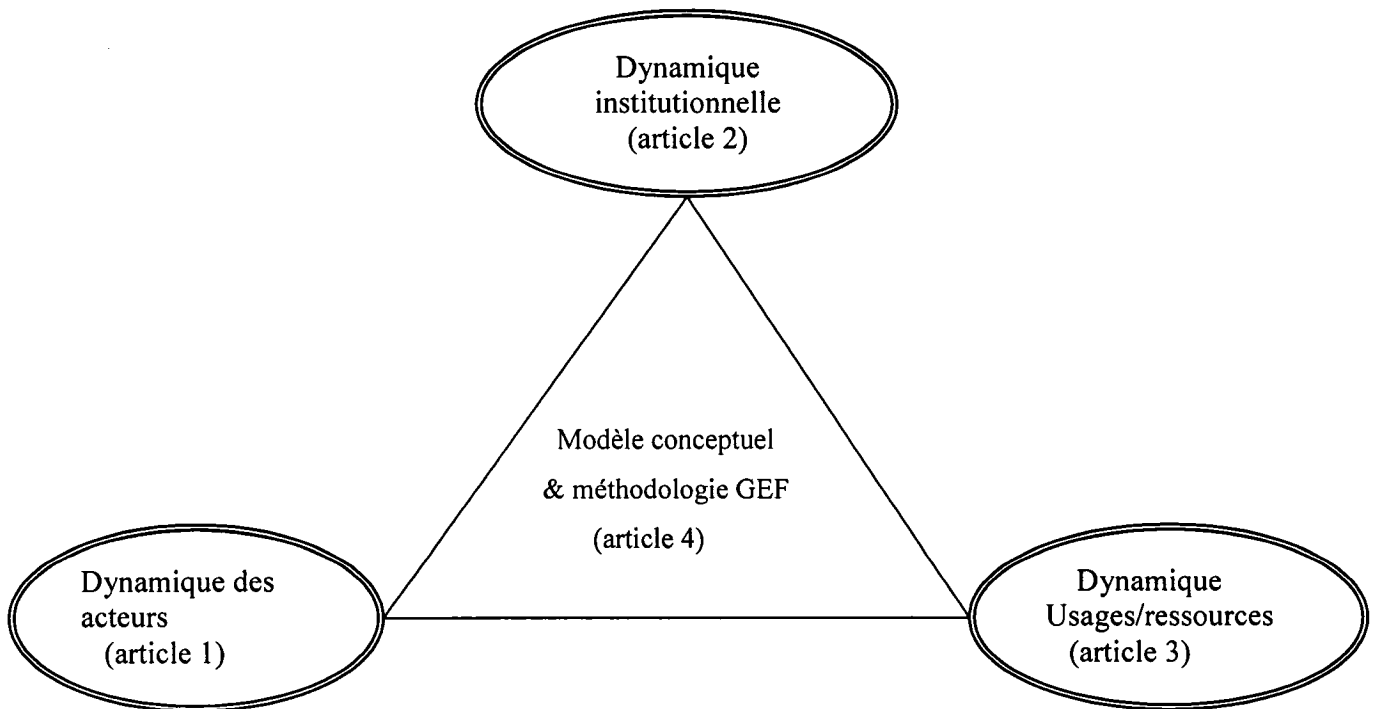 Dynamique
institutionnelle
(article 2)
Modèle conceptuel
& méthodologie GEF
(article 4)
Dynamique des
acteurs
(article 1)
Dynamique
Usages/ressources
(article 3)